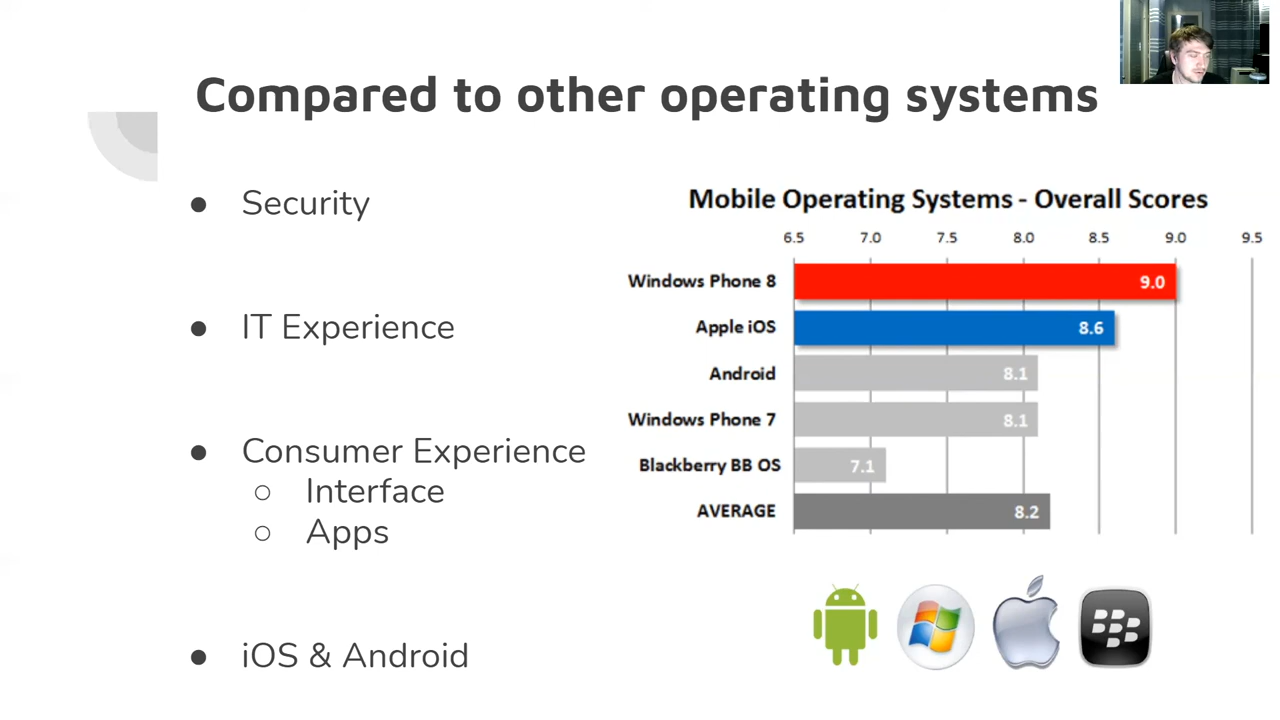 Compared to other operating systems
● Security
● IT Experience
● Consumer Experience
○ Interface
○ Apps
● iOS & Android
Mobile Operating Systems - Overall Scores
6.5 7.0 7.5 8.0 8.5 9.0 9.5
Windows Phone 8 9.0
Apple iOS 8.6
Android 8.1
Windows Phone 7 8.1
Blackberry BB OS 7.1
AVERAGE 8.2